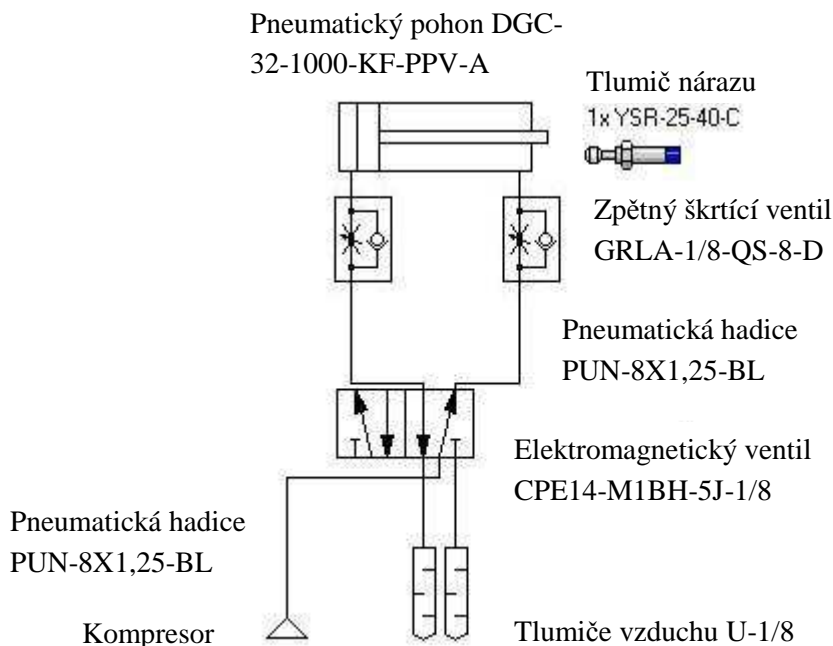 Pneumatický pohon DGC-
32-1000-KF-PPV-A
Tlumič nárazu
1x YSR-25-40-C
Zpětný škrtící ventil
GRLA-1/8-QS-8-D
Pneumatická hadice
PUN-8X1,25-BL
Elektromagnetický ventil
CPE14-M1BH-5J-1/8
Pneumatická hadice
PUN-8X1,25-BL
Kompresor
Tlumiče vzduchu U-1/8